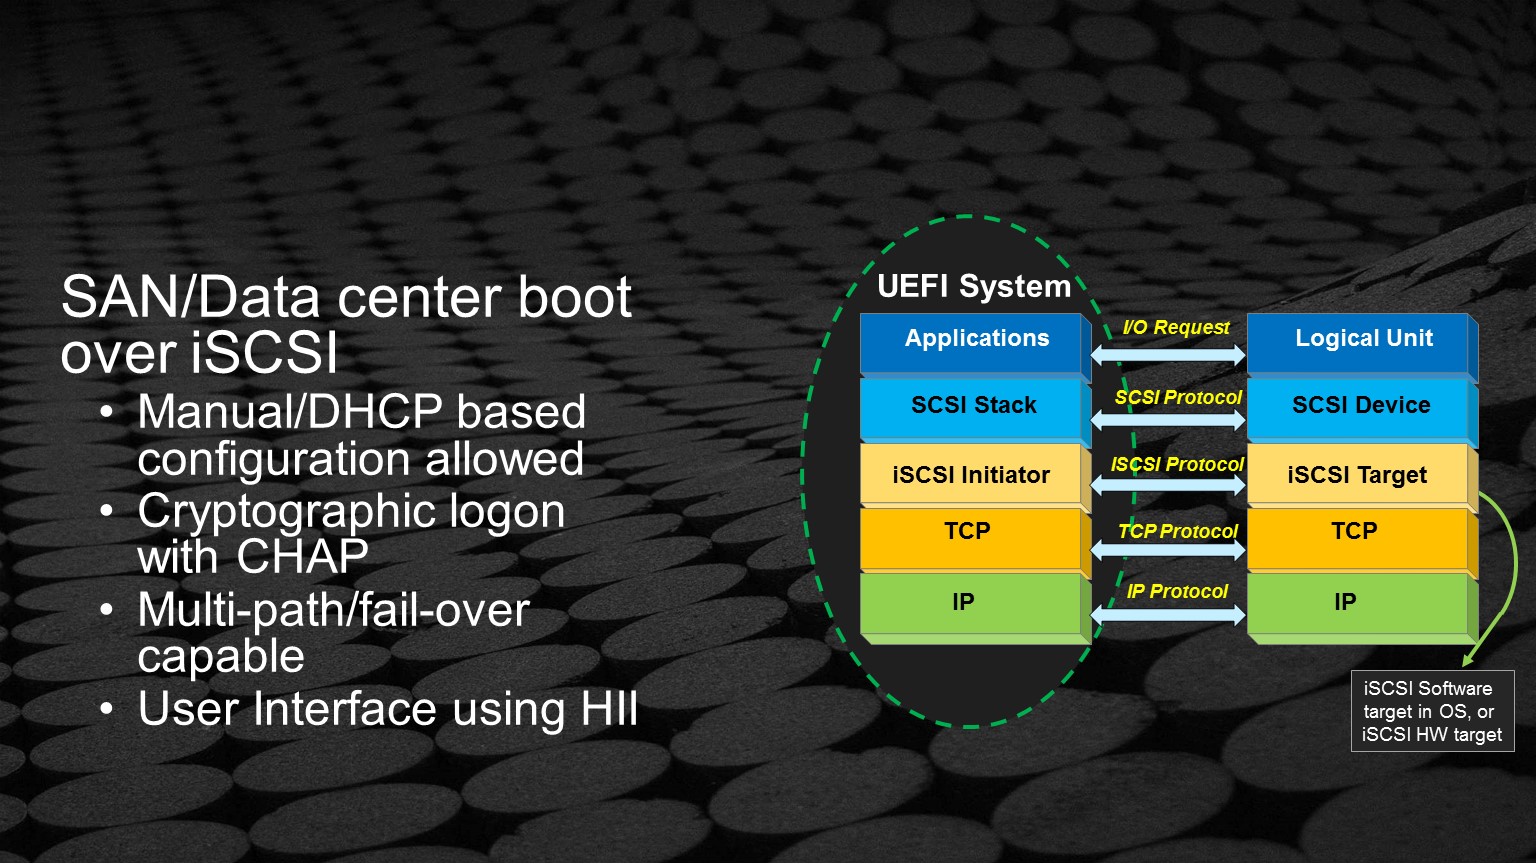 SAN/Data center boot
over iSCSI
• Manual/DHCP based
configuration allowed
• Cryptographic logon
with CHAP
• Multi-path/fail-over
capable
• User Interface using HII
UEFI System
Applications
I/O Request
Logical Unit
SCSI Stack
SCSI Protocol
SCSI Device
iSCSI Initiator
ISCSI Protocol
iSCSI Target
TCP
TCP Protocol
TCP
IP
IP Protocol
IP
iSCSI Software
target in OS, or
iSCSI HW target